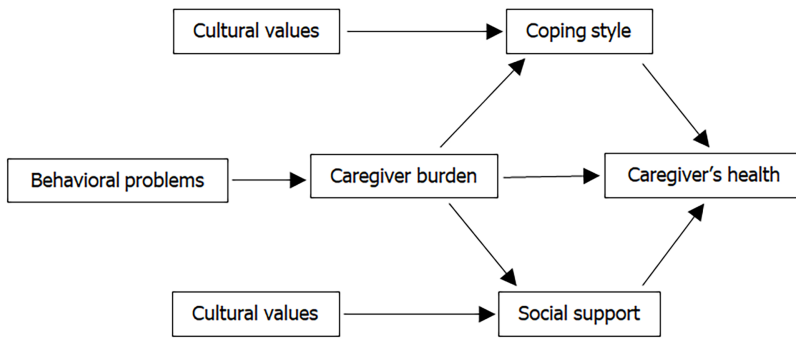 Cultural values
Coping style
Behavioral problems
Caregiver burden
Caregiver’s health
Cultural values
Social support